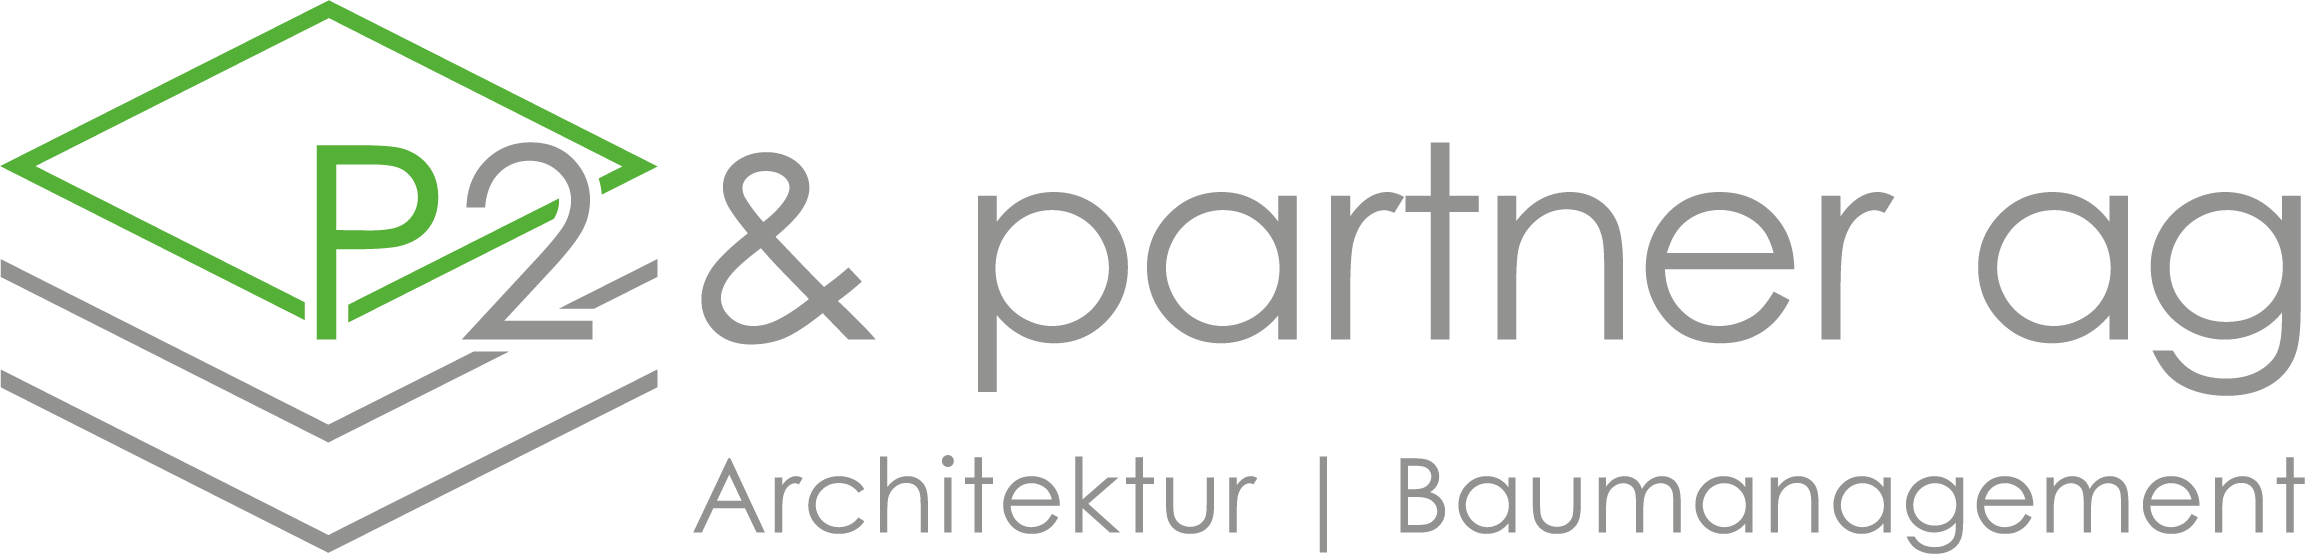 P2 & partner ag
Architektur | Baumanagement